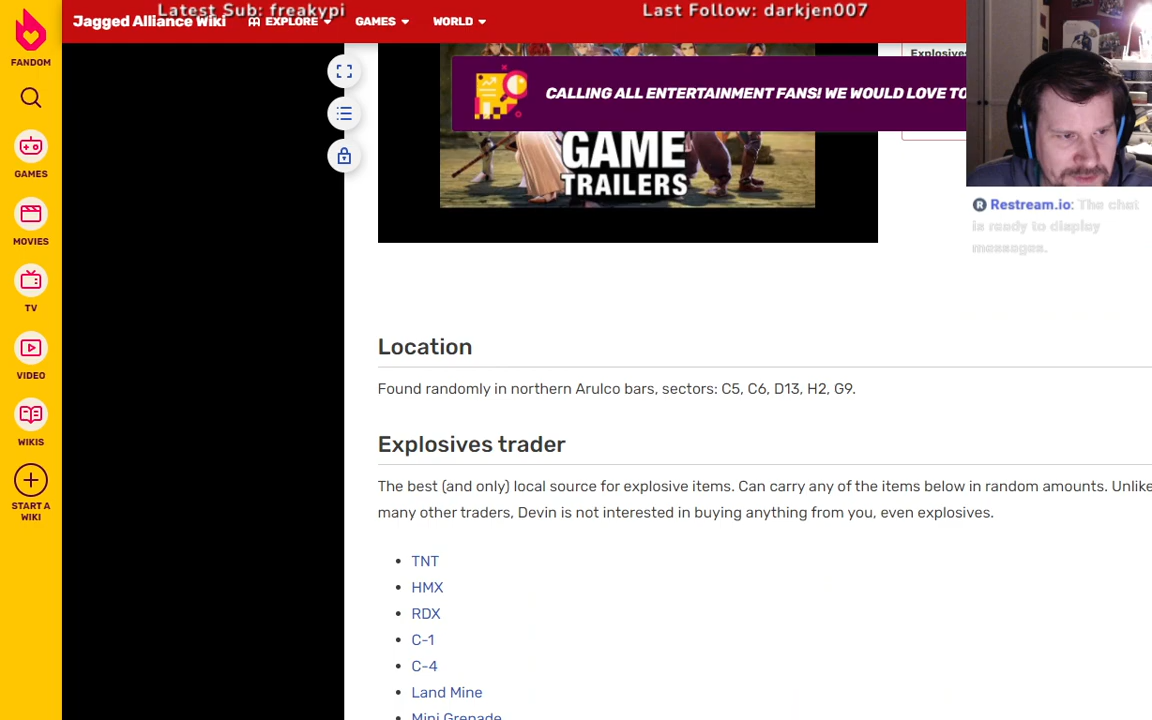 Latest Sub: freakypi
Last Follow: darkjen007
Jagged Alliance Wiki
EXPLORE
GAMES
WORLD
FANDOM
GAMES
MOVIES
TV
VIDEO
WIKIS
START A
WIKI
Explosives
CALLING ALL ENTERTAINMENT FANS! WE WOULD LOVE TO
GAME
TRAILERS
Restream.io: The chat
is ready to display
messages.
Location
Found randomly in northern Arulco bars, sectors: C5, C6, D13, H2, G9.
Explosives trader
The best (and only) local source for explosive items. Can carry any of the items below in random amounts. Unlike
many other traders, Devin is not interested in buying anything from you, even explosives.
• TNT
• HMX
• RDX
• C-1
• C-4
• Land Mine
• Mini Grenade